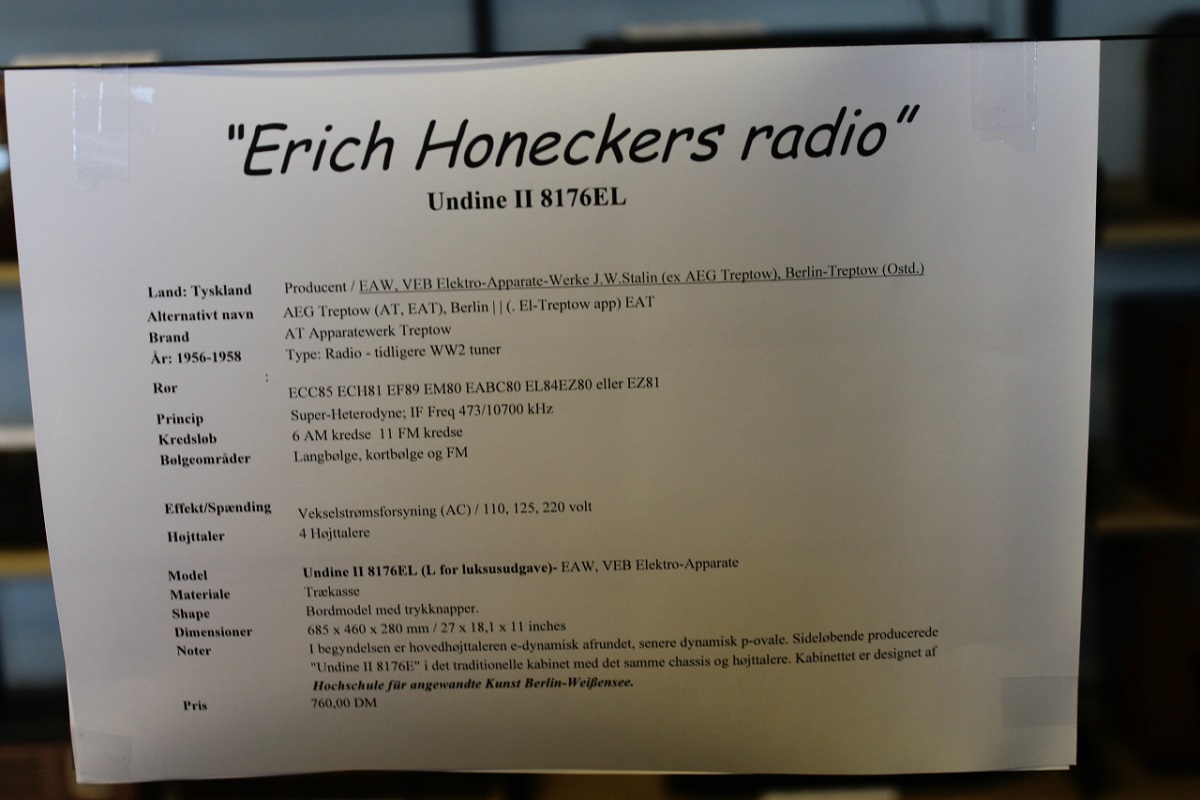 "Erich Honeckers radio"
Undine II 8176EL
Land: Tyskland Producent / EAW, VEB Elektro-Apparate-Werke J.W.Stalin (ex AEG Treptow), Berlin-Treptow (Ostd.)
Alternativt navn AEG Treptow (AT, EAT), Berlin || (. El-Treptow app) EAT
Brand AT Apparatewerk Treptow
År: 1956-1958 Type: Radio - tidligere WW2 tuner
:
Rør ECC85 ECH81 EF89 EM80 EABC80 EL84EZ80 eller EZ81
Princip Super-Heterodyne; IF Freq 473/10700 kHz
Kredsløb 6 AM kredse 11 FM kredse
Bølgeområder Langbølge, kortbølge og FM
Effekt/Spænding Vekselstrømsforsyning (AC) / 110, 125, 220 volt
Højttaler 4 Højttalere
Model Undine II 8176EL (L for luksusudgave)- EAW, VEB Elektro-Apparate
Materiale Trækasse
Shape Bordmodel med trykknapper.
Dimensioner 685 x 460 x 280 mm / 27 x 18,1 x 11 inches
Noter I begyndelsen er hovedhøjttaleren e-dynamisk afrundet, senere dynamisk p-ovale. Sideløbende producerede
"Undine II 8176E" i det traditionelle kabinet med det samme chassis og højttalere. Kabinettet er designet af
Hochschule für angewandte Kunst Berlin-Weißensee.
Pris 760,00 DM